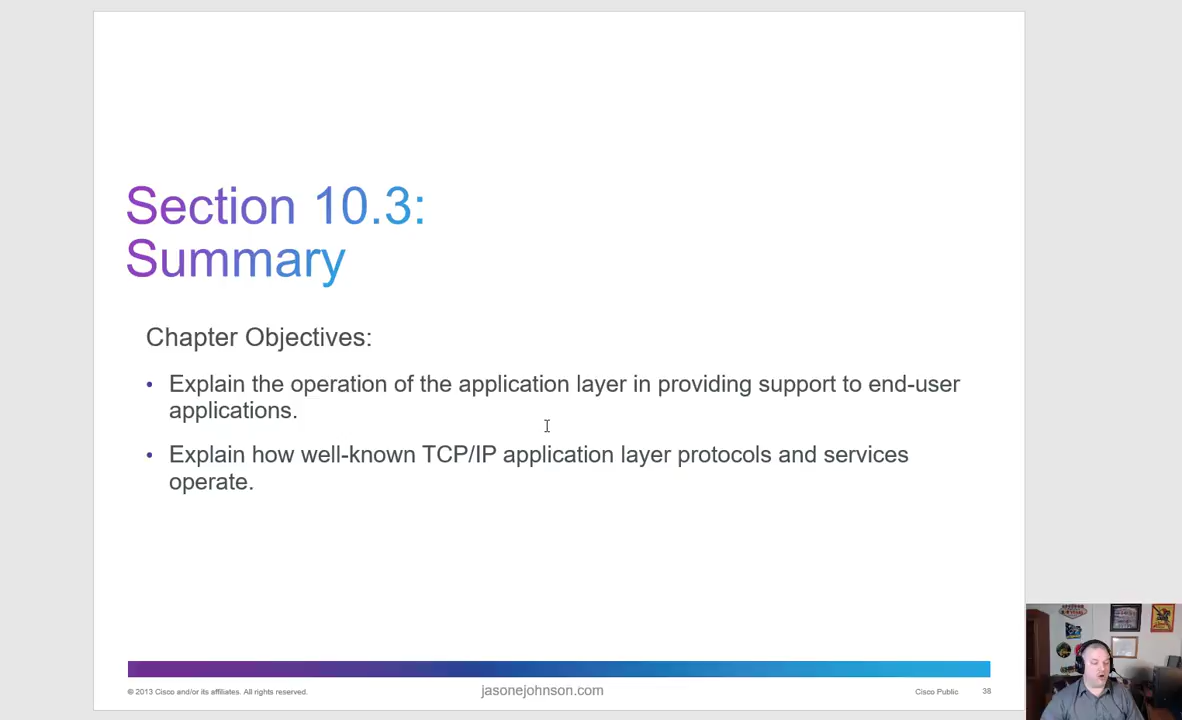 Section 10.3:
Summary
Chapter Objectives:
• Explain the operation of the application layer in providing support to end-user
applications.
• Explain how well-known TCP/IP application layer protocols and services
operate.
© 2013 Cisco and/or its affiliates. All rights reserved.
jasonejohnson.com
Cisco Public
38